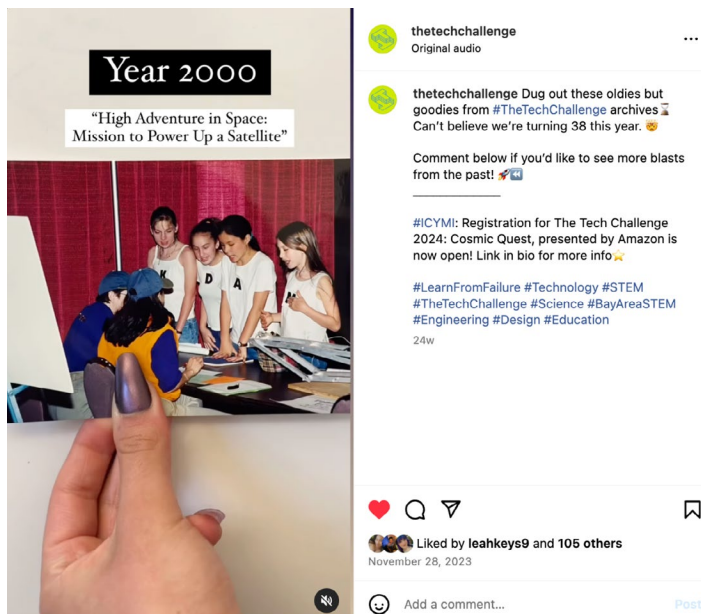 Year 2000
“High Adventure in Space:
Mission to Power Up a Satellite”
K
D
A
thetechchallenge
Original audio
thetechchallenge Dug out these oldies but
goodies from #TheTechChallenge archives⌛
Can’t believe we’re turning 38 this year. 🤯
Comment below if you’d like to see more blasts
from the past! 🚀⏪
______________
#ICYMI: Registration for The Tech Challenge
2024: Cosmic Quest, presented by Amazon is
now open! Link in bio for more info⭐
#LearnFromFailure #Technology #STEM
#TheTechChallenge #Science #BayAreaSTEM
#Engineering #Design #Education
24w
Liked by leahkeys9 and 105 others
November 28, 2023
Add a comment...
Post